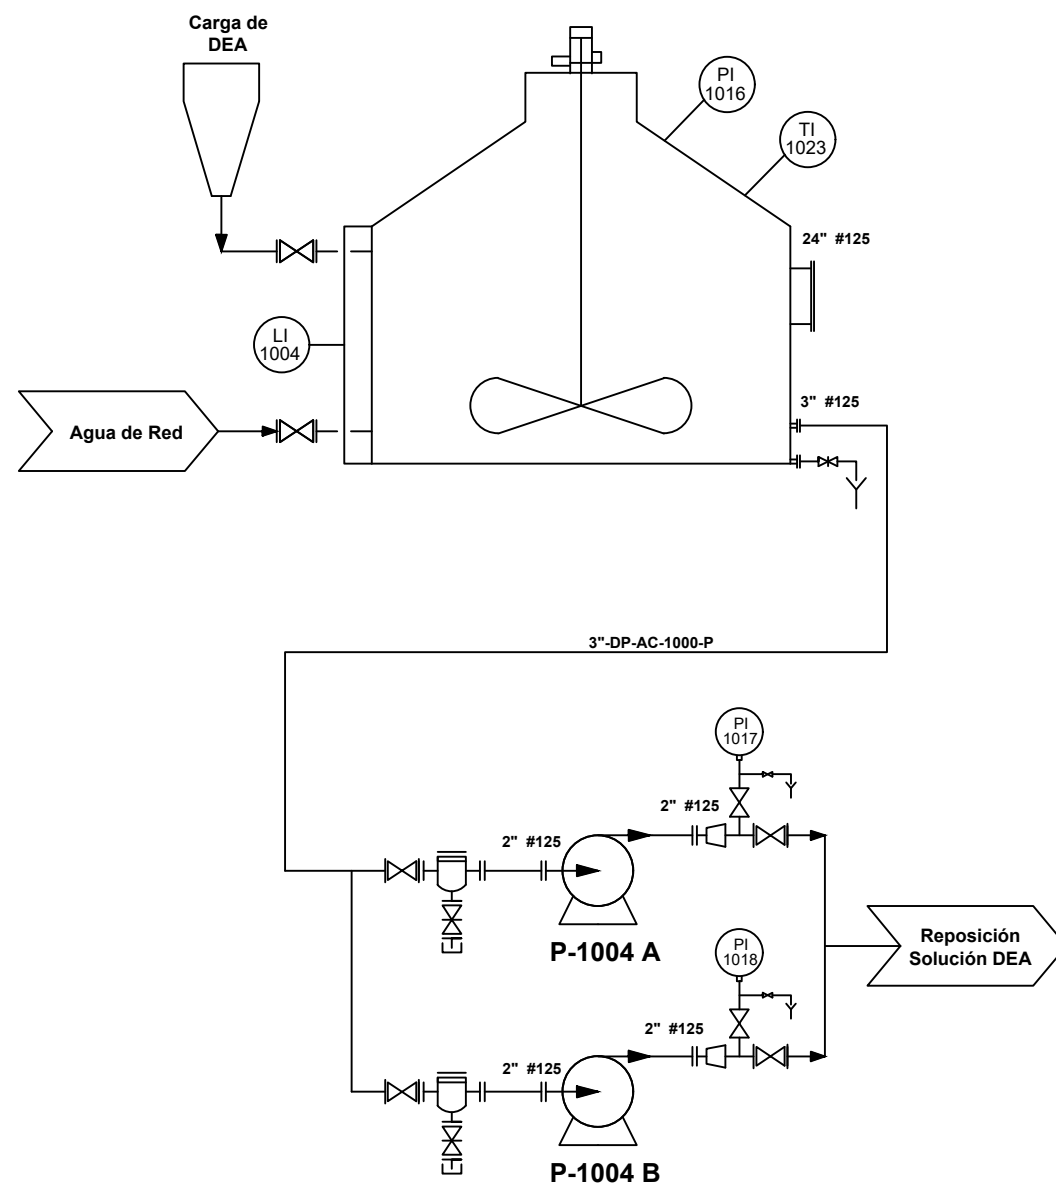 Carga de
DEA
PI
1016
TI
1023
24" #125
LI
1004
3" #125
Agua de Red
3"-DP-AC-1000-P
PI
1017
2" #125
2" #125
P-1004 A
PI
1018
Reposición
Solución DEA
2" #125
2" #125
P-1004 B